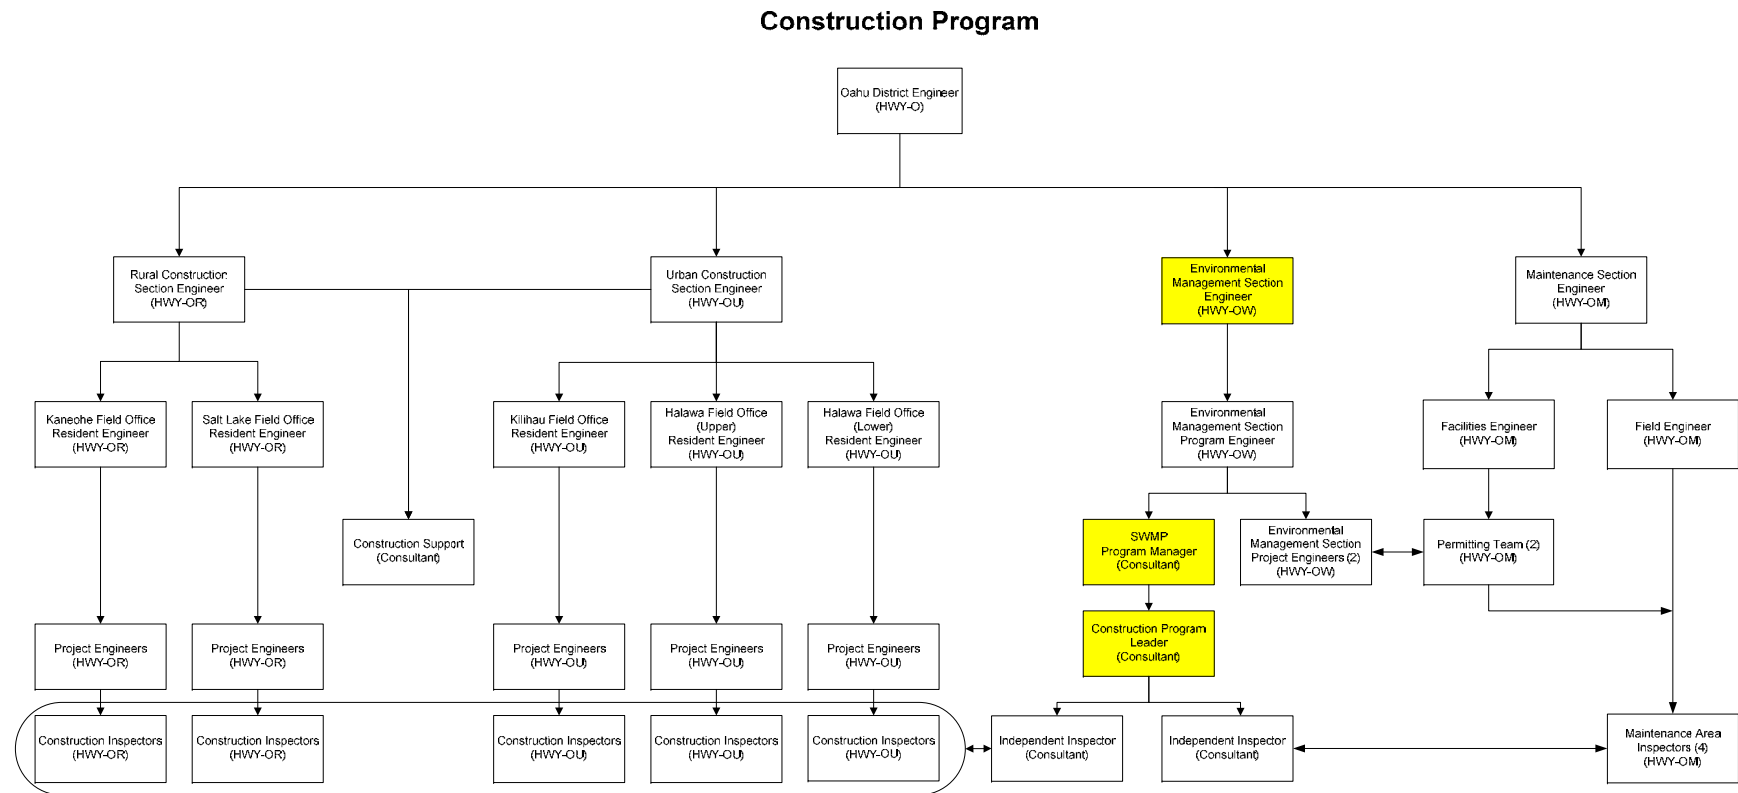 Construction Program
Oahu District Engineer
(HWY-O)
Rural Construction
Section Engineer
(HWY-OR)
Urban Construction
Section Engineer
(HWY-OU)
Environmental
Management Section
Engineer
(HWY-OW)
Maintenance Section
Engineer
(HWY-OM)
Kaneohe Field Office
Resident Engineer
(HWY-OR)
Salt Lake Field Office
Resident Engineer
(HWY-OR)
Kilihau Field Office
Resident Engineer
(HWY-OU)
Halawa Field Office
(Upper)
Resident Engineer
(HWY-OU)
Halawa Field Office
(Lower)
Resident Engineer
(HWY-OU)
Environmental
Management Section
Program Engineer
(HWY-OW)
Facilities Engineer
(HWY-OM)
Field Engineer
(HWY-OM)
Construction Support
(Consultant)
SWMP
Program Manager
(Consultant)
Environmental
Management Section
Project Engineers (2)
(HWY-OW)
Permitting Team (2)
(HWY-OM)
Project Engineers
(HWY-OR)
Project Engineers
(HWY-OR)
Project Engineers
(HWY-OU)
Project Engineers
(HWY-OU)
Project Engineers
(HWY-OU)
Construction Program
Leader
(Consultant)
Construction Inspectors
(HWY-OR)
Construction Inspectors
(HWY-OR)
Construction Inspectors
(HWY-OU)
Construction Inspectors
(HWY-OU)
Construction Inspectors
(HWY-OU)
Independent Inspector
(Consultant)
Independent Inspector
(Consultant)
Maintenance Area
Inspectors (4)
(HWY-OM)